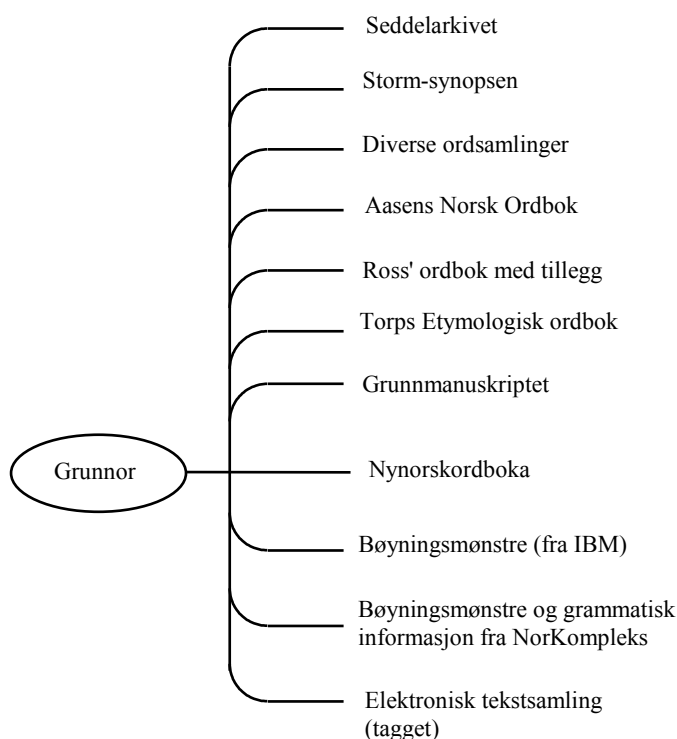 Seddelarkivet
Storm-synopsen
Diverse ordsamlinger
Aasens Norsk Ordbok
Ross' ordbok med tillegg
Torps Etymologisk ordbok
Grunnmanuskriptet
Grunnor
Nynorskordboka
Bøyningsmønstre (fra IBM)
Bøyningsmønstre og grammatisk
informasjon fra NorKompleks
Elektronisk tekstsamling
(tagget)